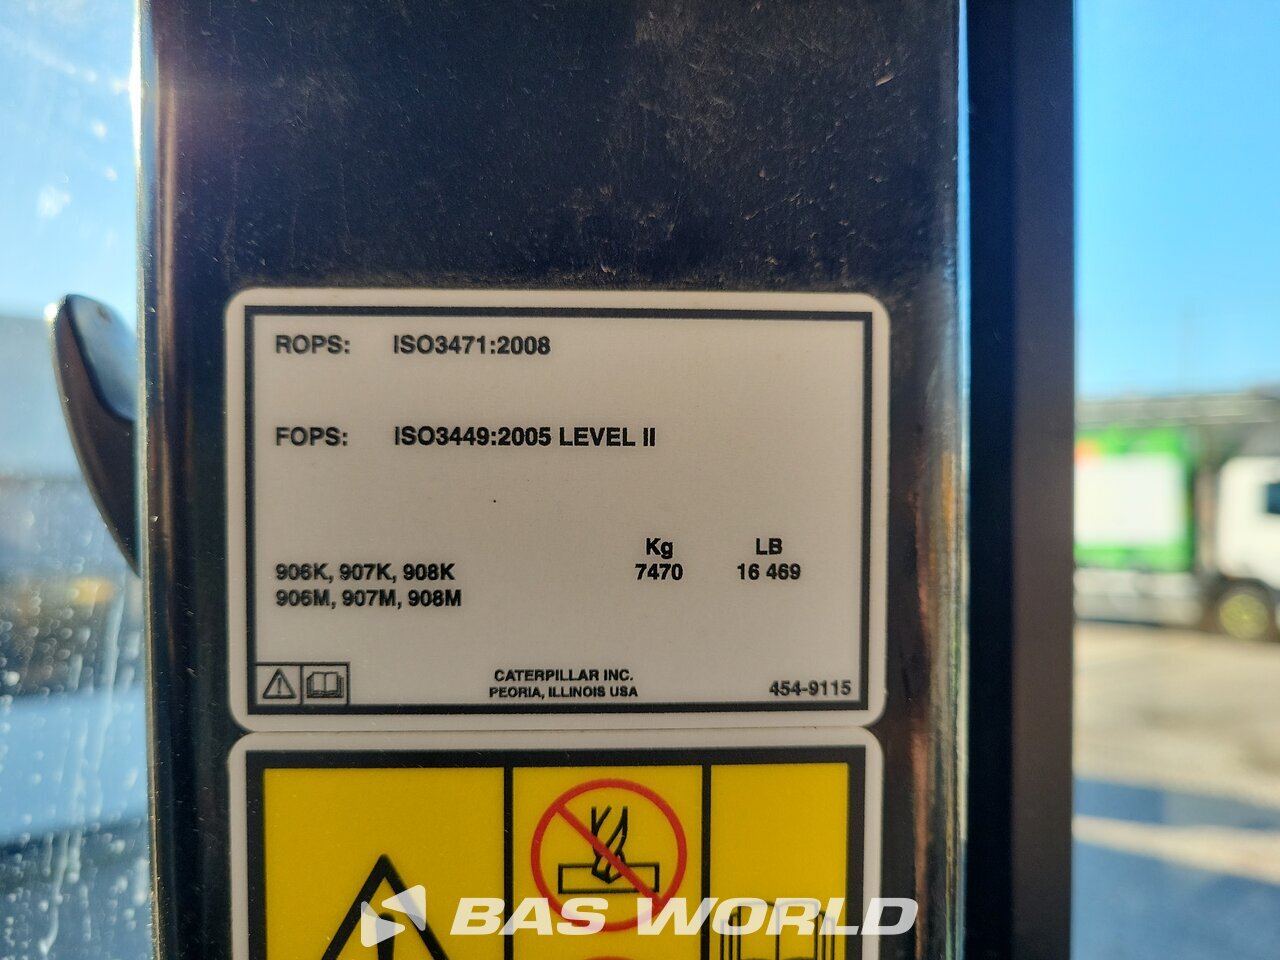 ROPS: ISO3471:2008
FOPS: ISO3449:2005 LEVEL II
Kg LB
906K, 907K, 908K 7470 16 469
906M, 907M, 908M
CATERPILLAR INC.
PEORIA, ILLINOIS USA
454-9115
BAS WORLD